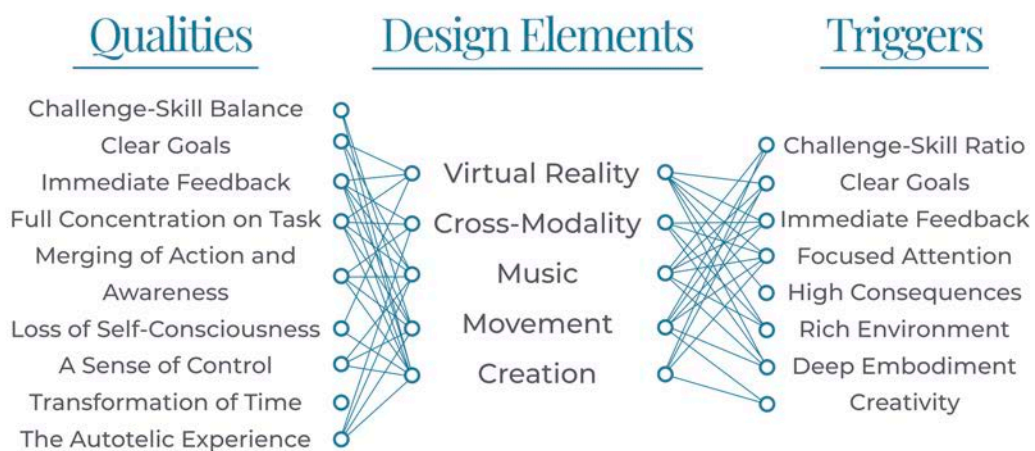 Qualities
Design Elements
Triggers
Challenge-Skill Balance
Clear Goals
Immediate Feedback
Full Concentration on Task
Merging of Action and
Awareness
Loss of Self-Consciousness
A Sense of Control
Transformation of Time
The Autotelic Experience
Virtual Reality
Cross-Modality
Music
Movement
Creation
Challenge-Skill Ratio
Clear Goals
Immediate Feedback
Focused Attention
High Consequences
Rich Environment
Deep Embodiment
Creativity